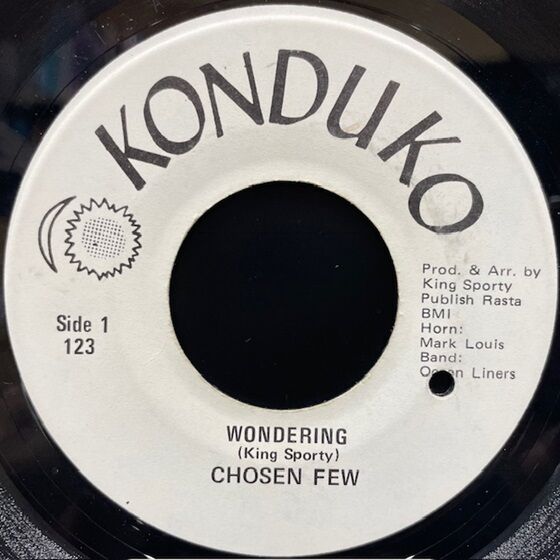 KONDUKO
Side 1
123
Prod. & Arr. by
King Sporty
Publish Rasta
BMI
Horn:
Mark Louis
Band:
Liners
WONDERING
(King Sporty)
CHOSEN FEW